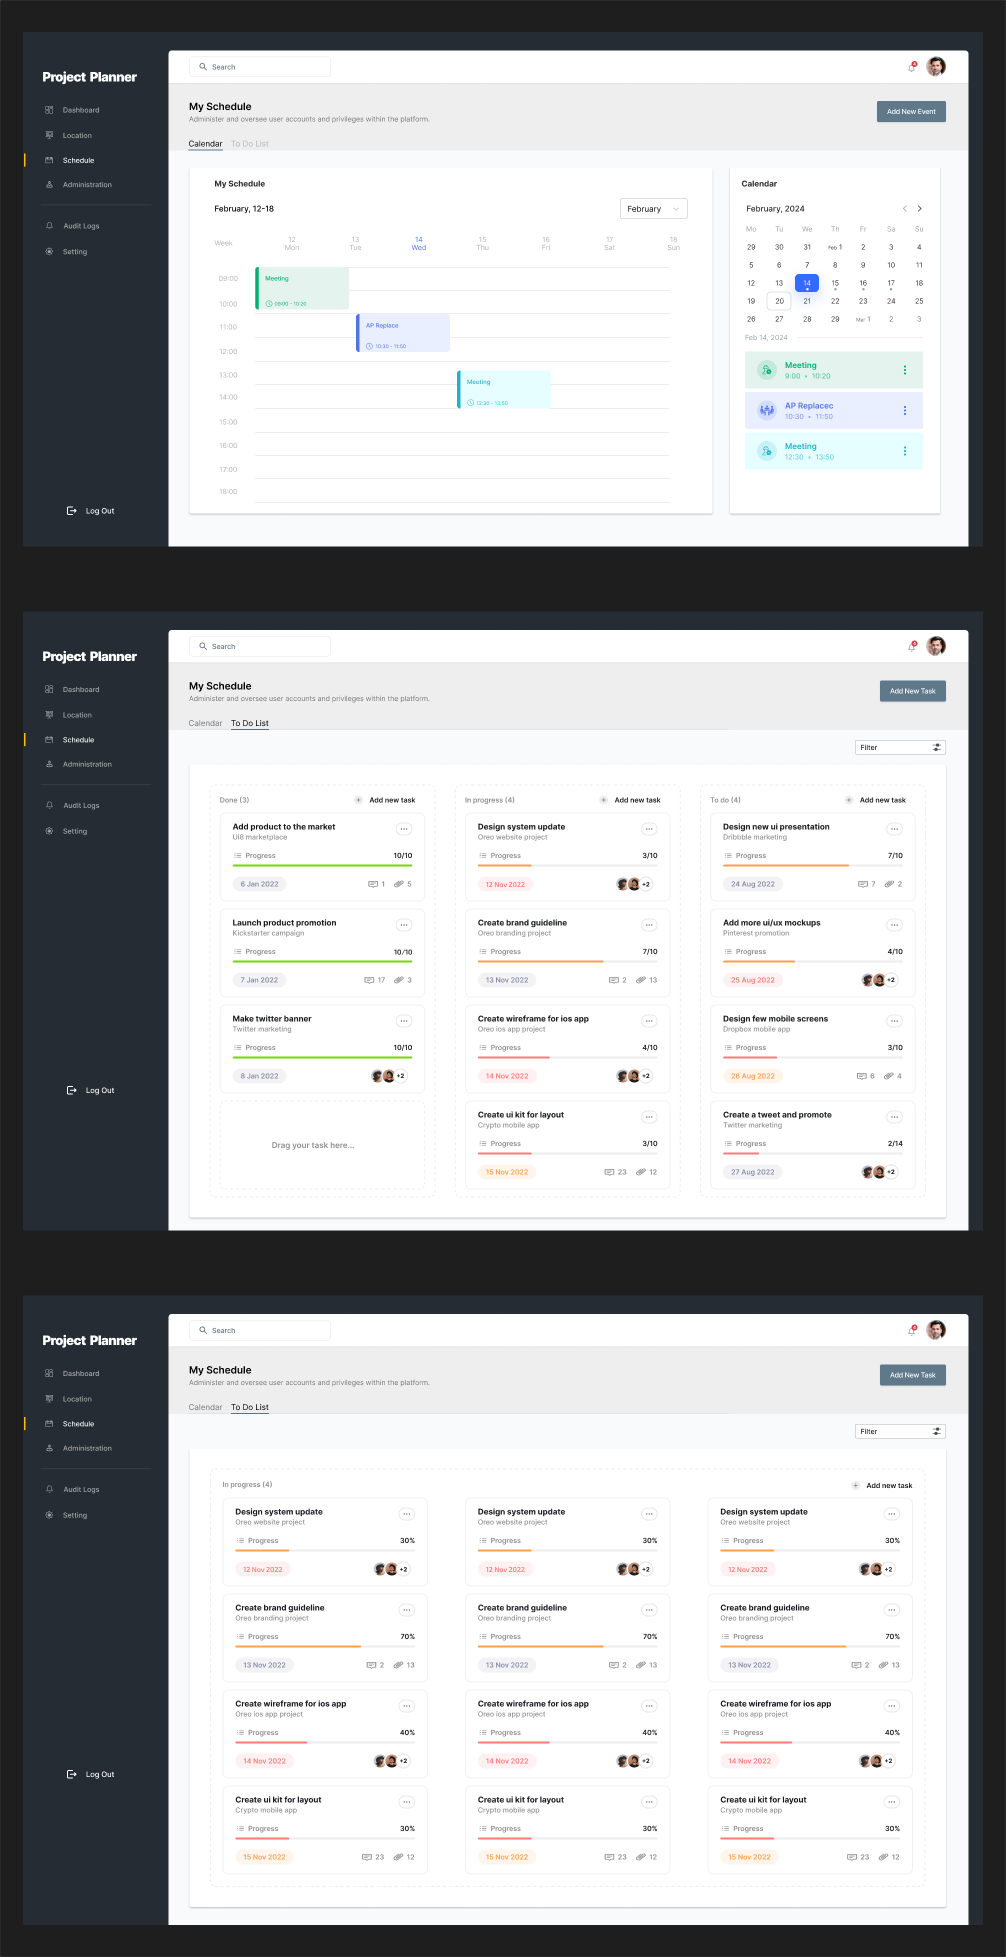 Project Planner
Dashboard
Location
Schedule
Administration
Audit Logs
Setting
Log Out
Search
4
My Schedule
Administer and oversee user accounts and privileges within the platform.
Add New Event
Calendar To Do List
My Schedule
February, 12-18
February
Week
12 13 14 15 16 17 18
Mon Tue Wed Thu Fri Sat Sun
09:00
10:00
11:00
12:00
13:00
14:00
15:00
16:00
17:00
18:00
Meeting
09:00 - 10:20
AP Replace
10:30 - 11:50
Meeting
12:30 - 13:50
Calendar
February, 2024
Mo Tu We Th Fr Sa Su
29 30 31 Feb 1 2 3 4
5 6 7 8 9 10 11
12 13 14 15 16 17 18
19 20 21 22 23 24 25
26 27 28 29 Mar 1 2 3
Feb 14, 2024
Meeting
9:00 • 10:20
AP Replacec
10:30 • 11:50
Meeting
12:30 • 13:50
Project Planner
Dashboard
Location
Schedule
Administration
Audit Logs
Setting
Log Out
Search
4
My Schedule
Administer and oversee user accounts and privileges within the platform.
Add New Task
Calendar To Do List
Filter
Done (3)
+ Add new task
Add product to the market
Ui8 marketplace
Progress 10/10
6 Jan 2022 1 5
Launch product promotion
Kickstarter campaign
Progress 10/10
7 Jan 2022 17 3
Make twitter banner
Twitter marketing
Progress 10/10
8 Jan 2022 +2
Drag your task here...
In progress (4)
+ Add new task
Design system update
Oreo website project
Progress 3/10
12 Nov 2022 +2
Create brand guideline
Oreo branding project
Progress 7/10
13 Nov 2022 2 13
Create wireframe for ios app
Oreo ios app project
Progress 4/10
14 Nov 2022 +2
Create ui kit for layout
Crypto mobile app
Progress 3/10
15 Nov 2022 23 12
To do (4)
+ Add new task
Design new ui presentation
Dribbble marketing
Progress 7/10
24 Aug 2022 7 2
Add more ui/ux mockups
Pinterest promotion
Progress 4/10
25 Aug 2022 +2
Design few mobile screens
Dropbox mobile app
Progress 3/10
26 Aug 2022 6 4
Create a tweet and promote
Twitter marketing
Progress 2/14
27 Aug 2022 +2
Project Planner
Dashboard
Location
Schedule
Administration
Audit Logs
Setting
Log Out
Search
4
My Schedule
Administer and oversee user accounts and privileges within the platform.
Add New Task
Calendar To Do List
Filter
In progress (4)
+ Add new task
Design system update
Oreo website project
Progress 30%
12 Nov 2022 +2
Design system update
Oreo website project
Progress 30%
12 Nov 2022 +2
Design system update
Oreo website project
Progress 30%
12 Nov 2022 +2
Create brand guideline
Oreo branding project
Progress 70%
13 Nov 2022 2 13
Create brand guideline
Oreo branding project
Progress 70%
13 Nov 2022 2 13
Create brand guideline
Oreo branding project
Progress 70%
13 Nov 2022 2 13
Create wireframe for ios app
Oreo ios app project
Progress 40%
14 Nov 2022 +2
Create wireframe for ios app
Oreo ios app project
Progress 40%
14 Nov 2022 +2
Create wireframe for ios app
Oreo ios app project
Progress 40%
14 Nov 2022 +2
Create ui kit for layout
Crypto mobile app
Progress 30%
15 Nov 2022 23 12
Create ui kit for layout
Crypto mobile app
Progress 30%
15 Nov 2022 23 12
Create ui kit for layout
Crypto mobile app
Progress 30%
15 Nov 2022 23 12